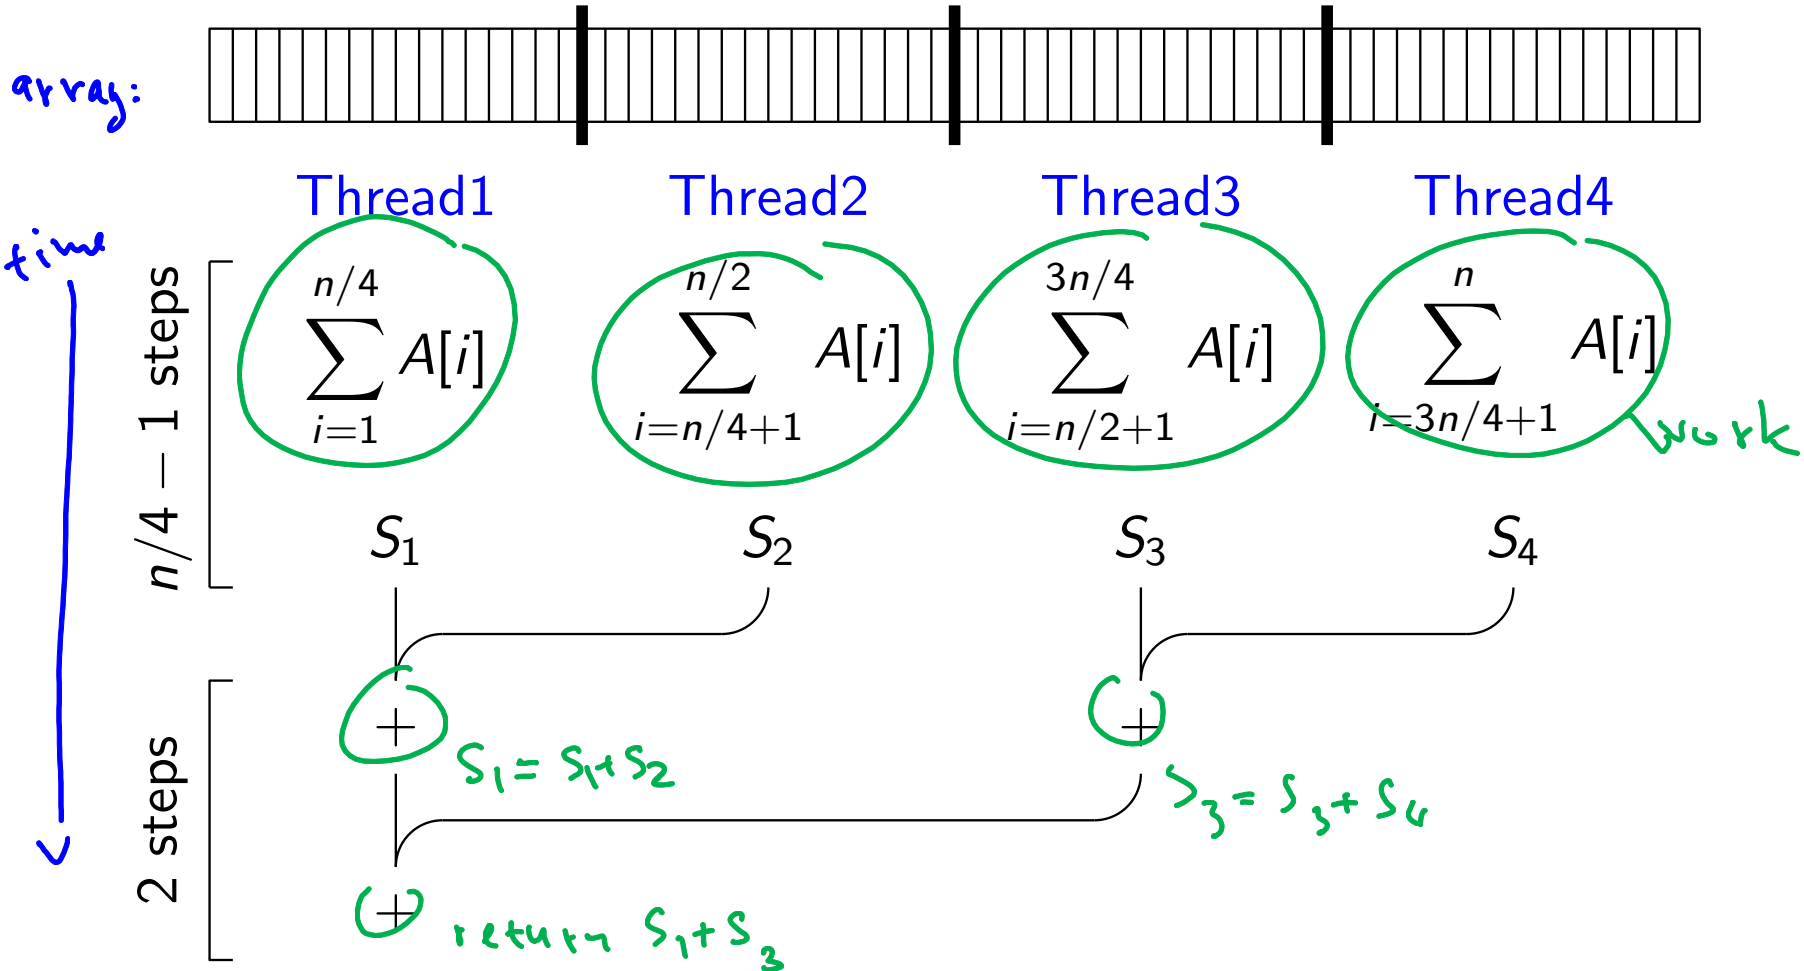 array:
Thread1 Thread2 Thread3 Thread4
time
n/4 − 1 steps
n/4 ∑ i=1 A[i]
n/2 ∑ i=n/4+1 A[i]
3n/4 ∑ i=n/2+1 A[i]
n ∑ i=3n/4+1 A[i]
work
S₁ S₂ S₃ S₄
2 steps
+ +
S₁ = S₁+S₂
S₃ = S₃+S₄
+
return S₁+S₃